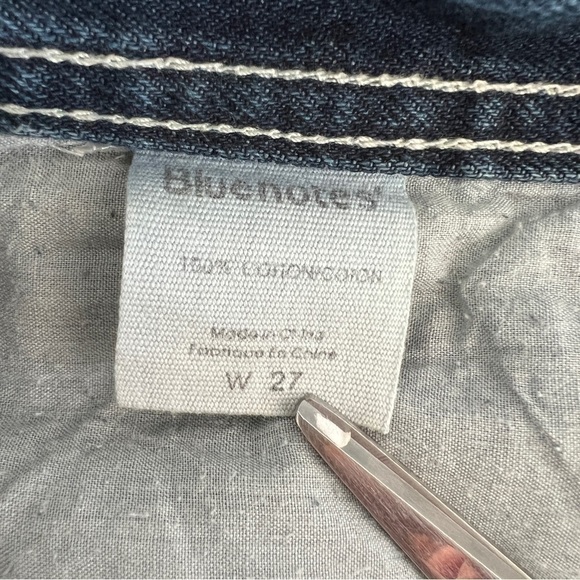 Bluenotes
100% COTTON/COTON
Made in China
Fabriqué En Chine
W 27